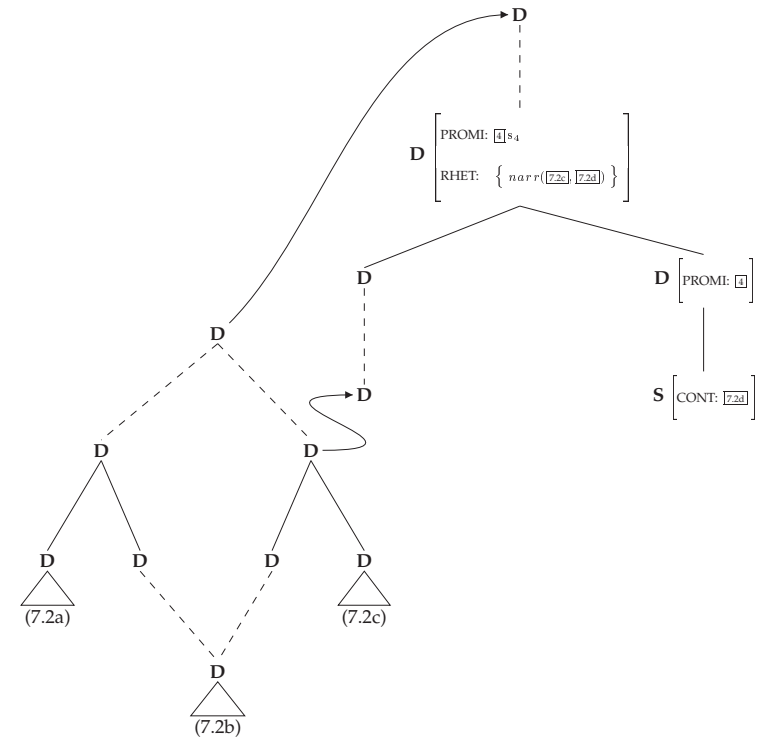 D
D [PROMI: 4 s₄
RHET: { narr(7.2c, 7.2d) }]
D
D [PROMI: 4]
D
D
S [CONT: 7.2d]
D
D
D
D
D
D
(7.2a)
(7.2c)
D
(7.2b)